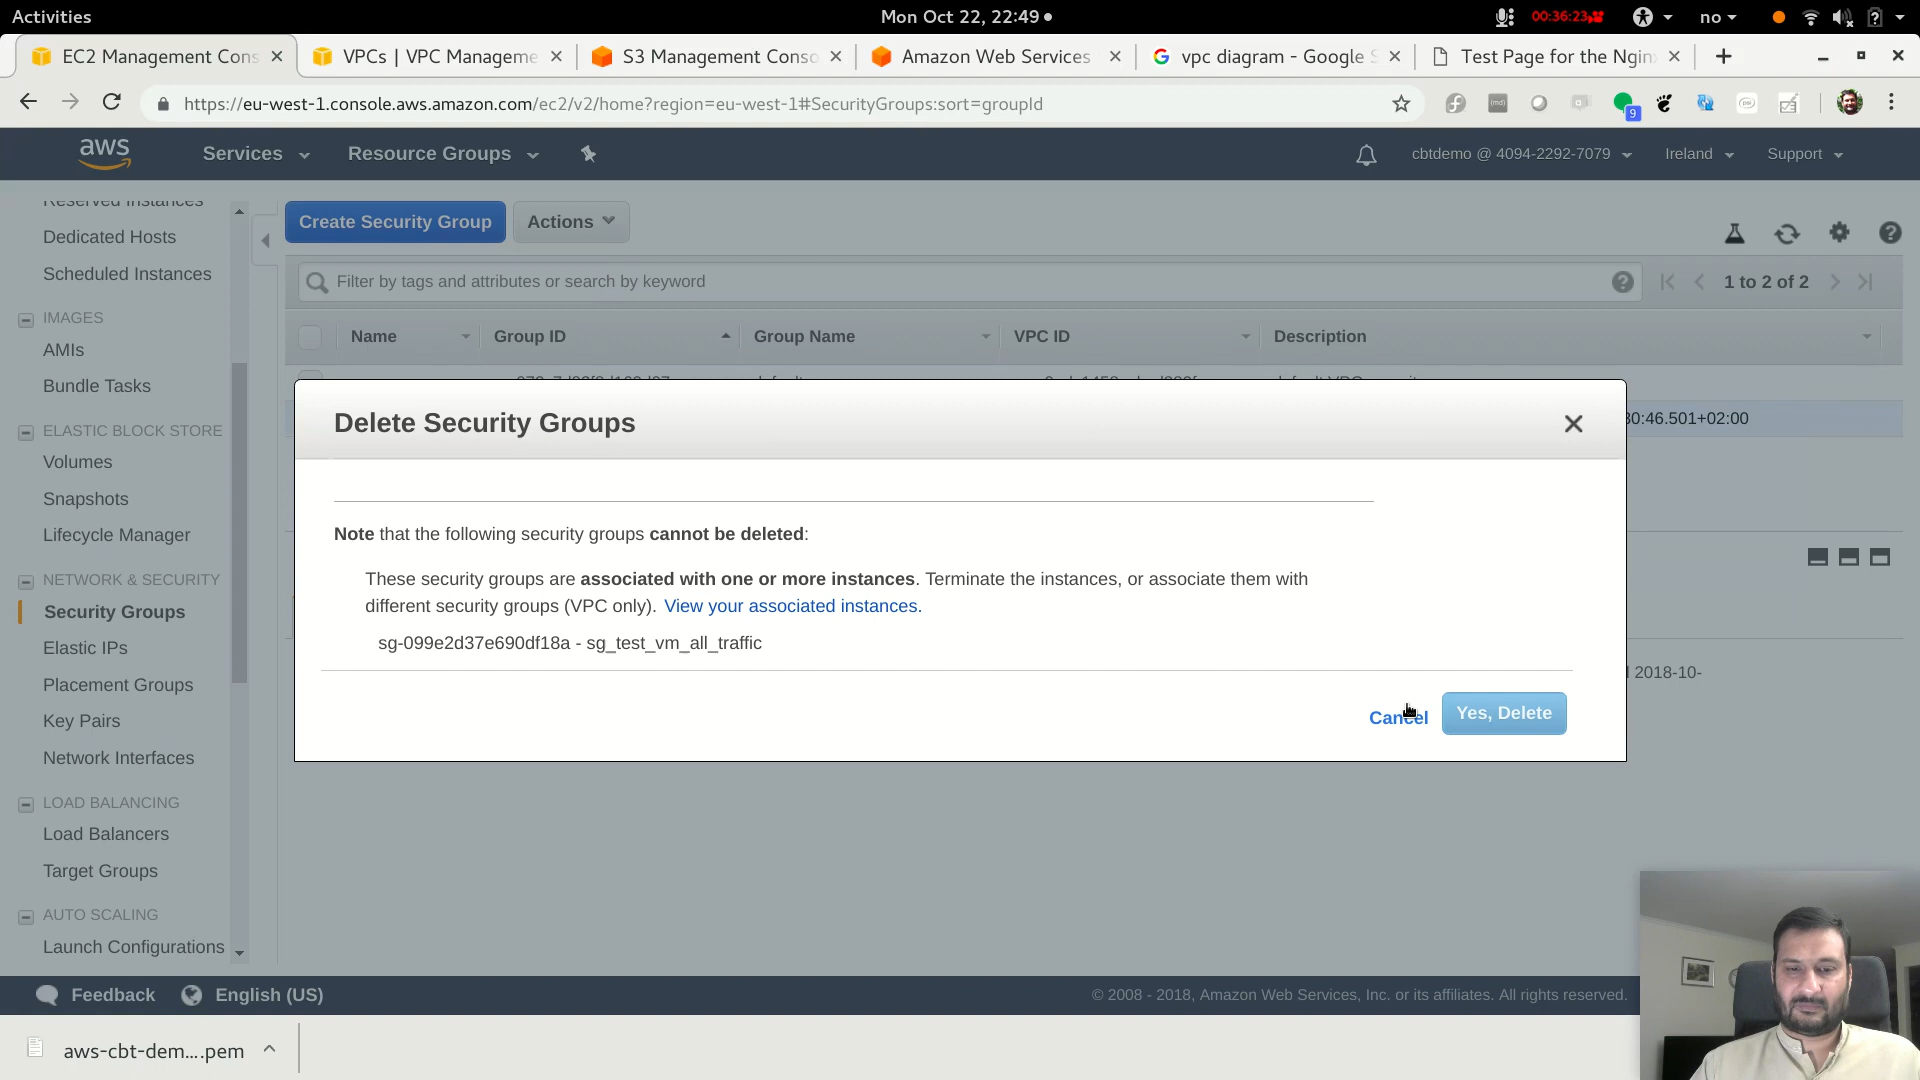 Activities
Mon Oct 22, 22:49
00:36:23
no
EC2 Management Cons
VPCs | VPC Manageme
S3 Management Conso
Amazon Web Services
vpc diagram - Google S
Test Page for the Nginx
https://eu-west-1.console.aws.amazon.com/ec2/v2/home?region=eu-west-1#SecurityGroups:sort=groupId
9
aws
Services
Resource Groups
cbtdemo @ 4094-2292-7079
Ireland
Support
Reserved Instances
Dedicated Hosts
Scheduled Instances
IMAGES
AMIs
Bundle Tasks
ELASTIC BLOCK STORE
Volumes
Snapshots
Lifecycle Manager
NETWORK & SECURITY
Security Groups
Elastic IPs
Placement Groups
Key Pairs
Network Interfaces
LOAD BALANCING
Load Balancers
Target Groups
AUTO SCALING
Launch Configurations
Create Security Group
Actions
Filter by tags and attributes or search by keyword
1 to 2 of 2
Name
Group ID
Group Name
VPC ID
Description
30:46.501+02:00
Delete Security Groups
Note that the following security groups cannot be deleted:
These security groups are associated with one or more instances. Terminate the instances, or associate them with
different security groups (VPC only). View your associated instances.
sg-099e2d37e690df18a - sg_test_vm_all_traffic
2018-10-
Cancel
Yes, Delete
Feedback
English (US)
© 2008 - 2018, Amazon Web Services, Inc. or its affiliates. All rights reserved.
aws-cbt-dem....pem